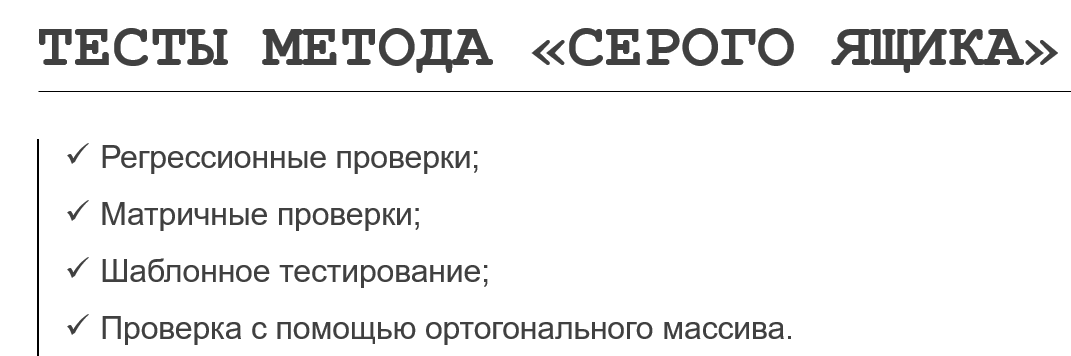 ТЕСТЫ МЕТОДА «СЕРОГО ЯЩИКА»
✓ Регрессионные проверки;
✓ Матричные проверки;
✓ Шаблонное тестирование;
✓ Проверка с помощью ортогонального массива.